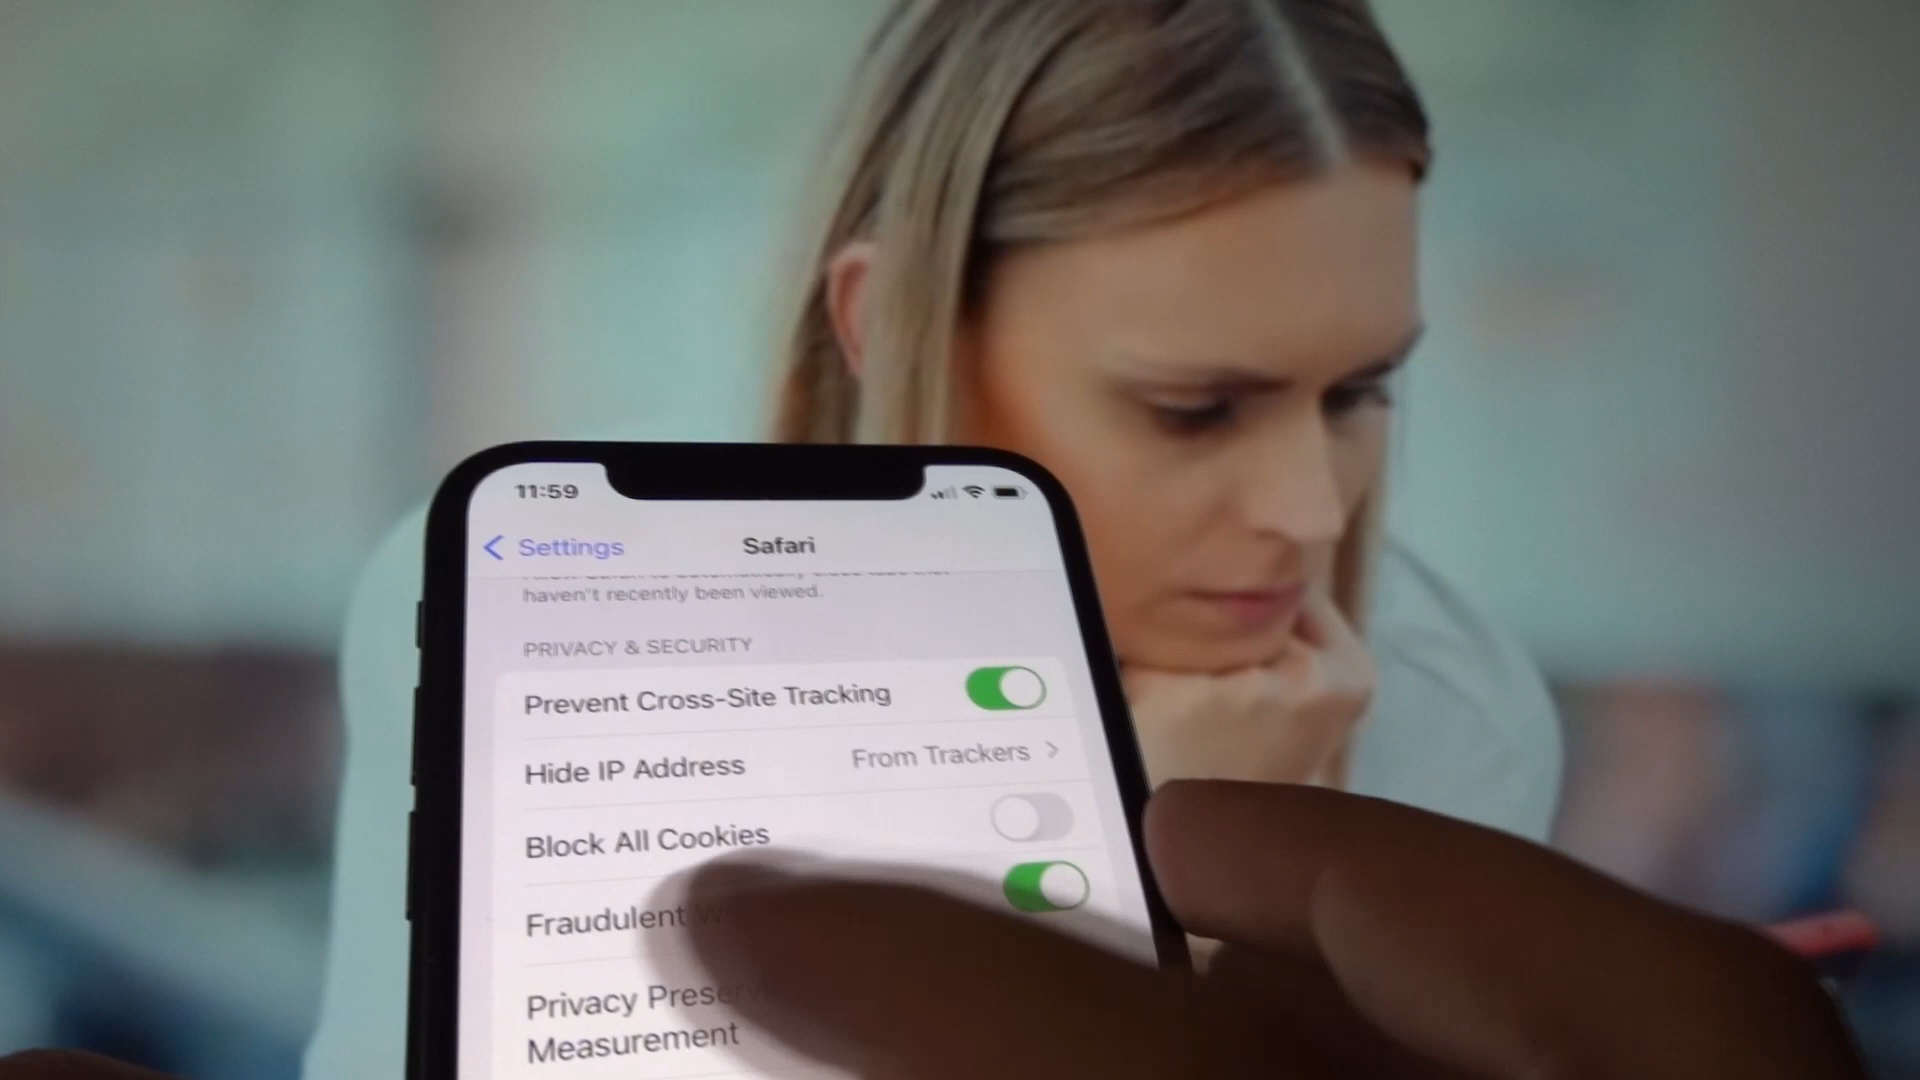 11:59
Settings
Safari
haven't recently been viewed.
PRIVACY & SECURITY
Prevent Cross-Site Tracking
Hide IP Address From Trackers
Block All Cookies
Fraudulent
Privacy
Measurement